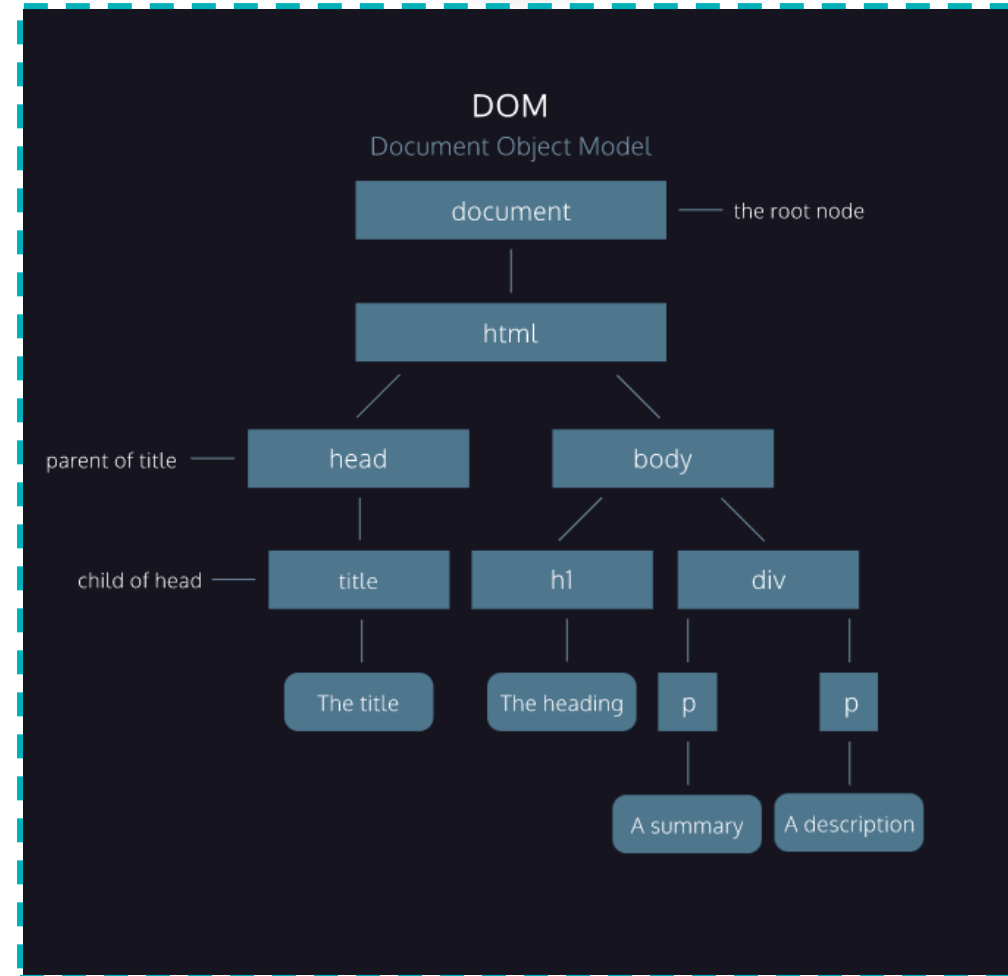 DOM
Document Object Model
document
the root node
html
parent of title
head
body
child of head
title
h1
div
The title
The heading
p
p
A summary
A description